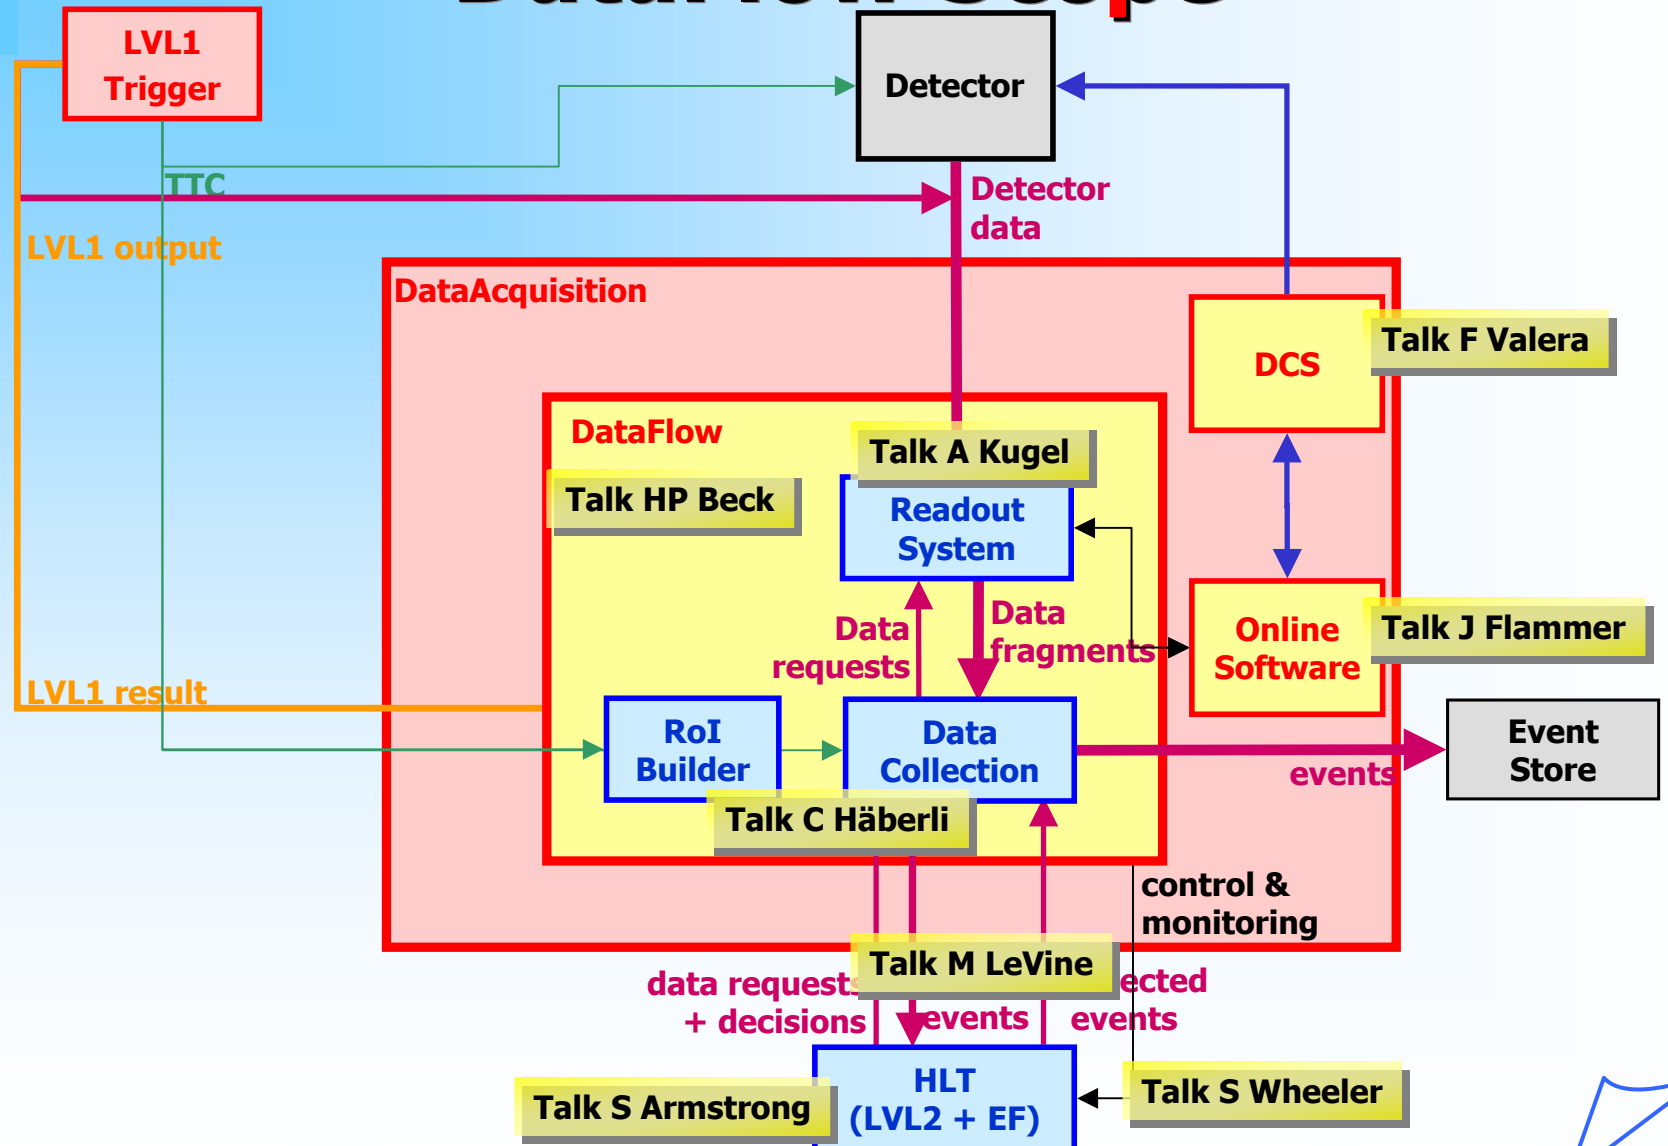 DataFlow Scope
LVL1
Trigger
Detector
TTC
Detector
data
LVL1 output
DataAcquisition
DCS
Talk F Valera
DataFlow
Talk A Kugel
Talk HP Beck
Readout
System
Data
requests
Data
fragments
Online
Software
Talk J Flammer
LVL1 result
RoI
Builder
Data
Collection
events
Event
Store
Talk C Häberli
control &
monitoring
Talk M LeVine
data requests
+ decisions
events
ected
events
HLT
(LVL2 + EF)
Talk S Armstrong
Talk S Wheeler